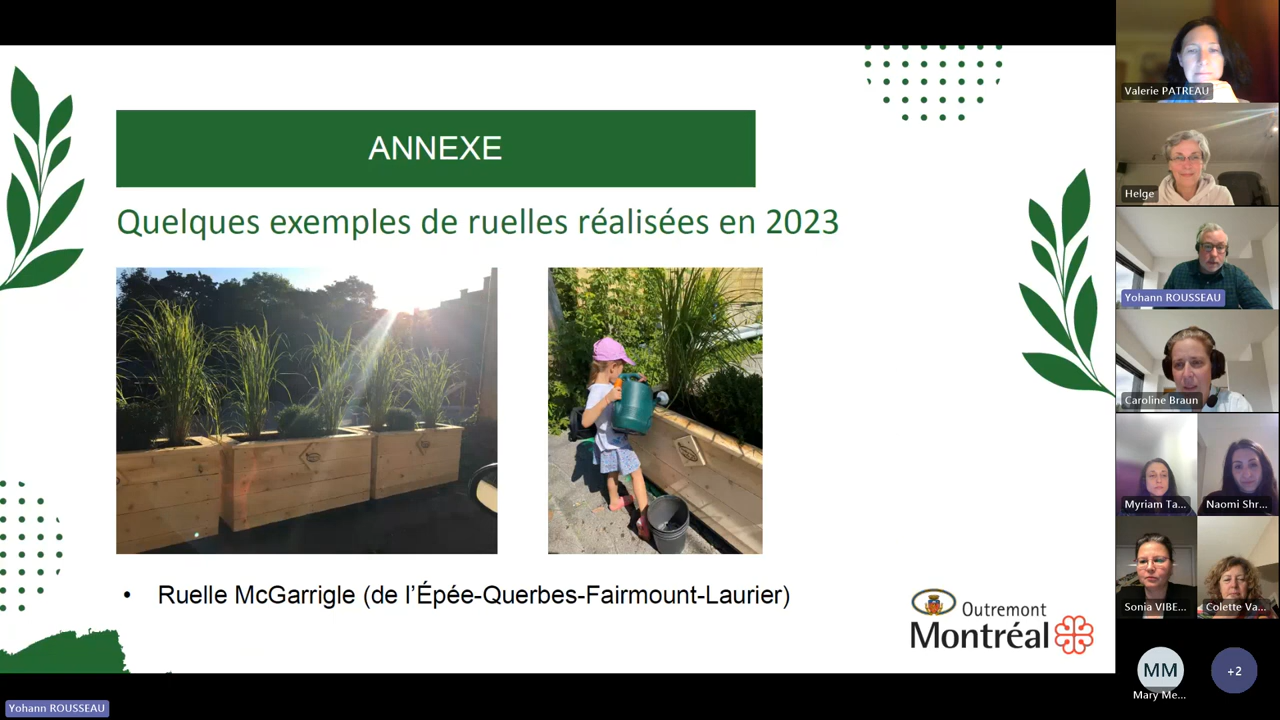 ANNEXE
Quelques exemples de ruelles réalisées en 2023
• Ruelle McGarrigle (de l’Épée-Querbes-Fairmount-Laurier)
Outremont
Montréal
Valerie PATREAU
Helge
Yohann ROUSSEAU
Caroline Braun
Myriam Ta...
Naomi Shr...
Sonia VIBE...
Colette Va...
MM
+2
Mary Me...
Yohann ROUSSEAU